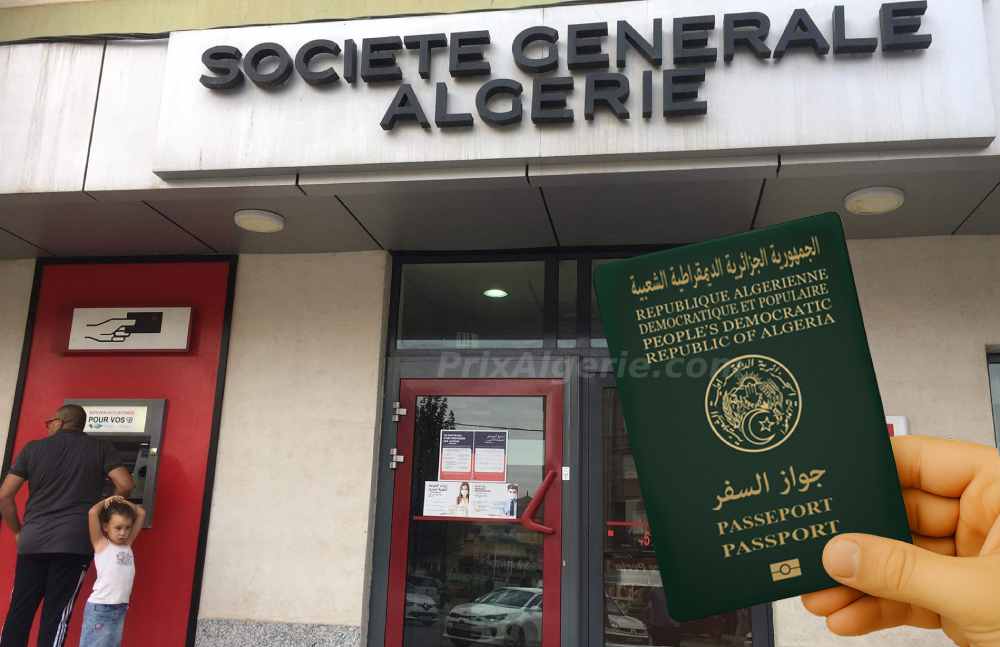 SOCIETE GENERALE
ALGERIE
الجمهورية الجزائرية الديمقراطية الشعبية
REPUBLIQUE ALGERIENNE
DEMOCRATIQUE ET POPULAIRE
PEOPLE'S DEMOCRATIC
REPUBLIC OF ALGERIA
PrixAlgerie.com
POUR VOS
جواز السفر
PASSEPORT
PASSPORT